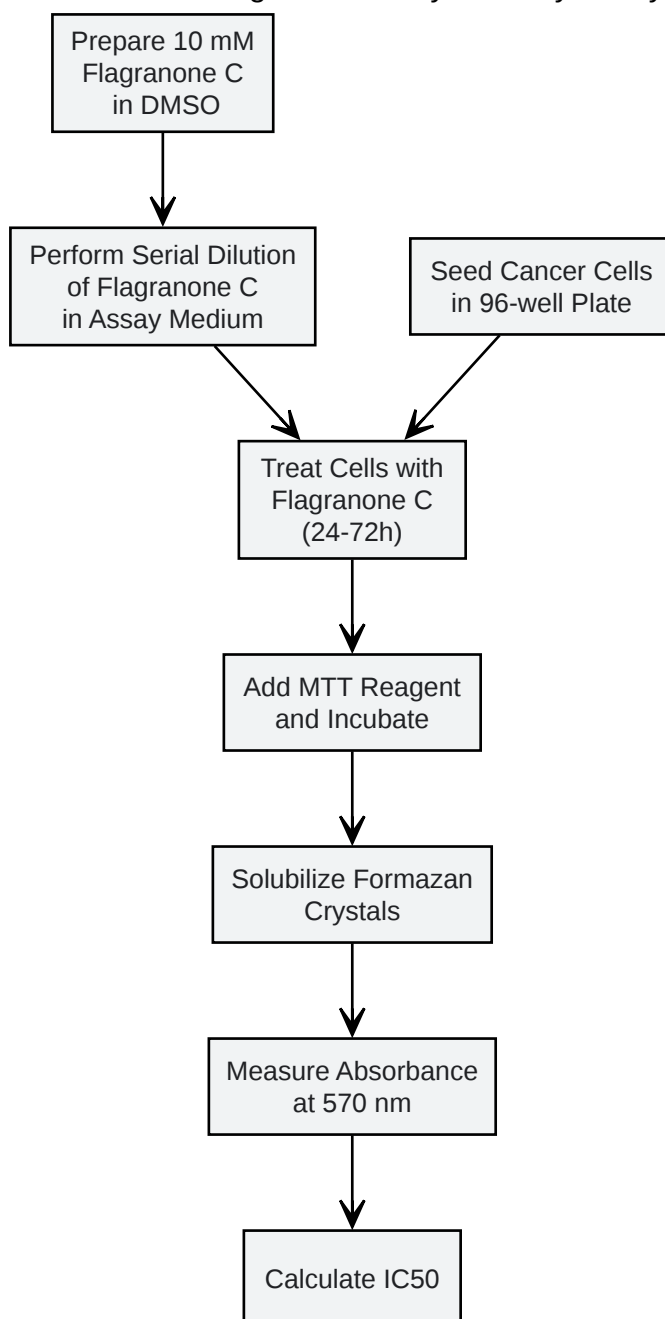 Prepare 10 mM
Flagranone C
in DMSO
Perform Serial Dilution
of Flagranone C
in Assay Medium
Seed Cancer Cells
in 96-well Plate
Treat Cells with
Flagranone C
(24-72h)
Add MTT Reagent
and Incubate
Solubilize Formazan
Crystals
Measure Absorbance
at 570 nm
Calculate IC50